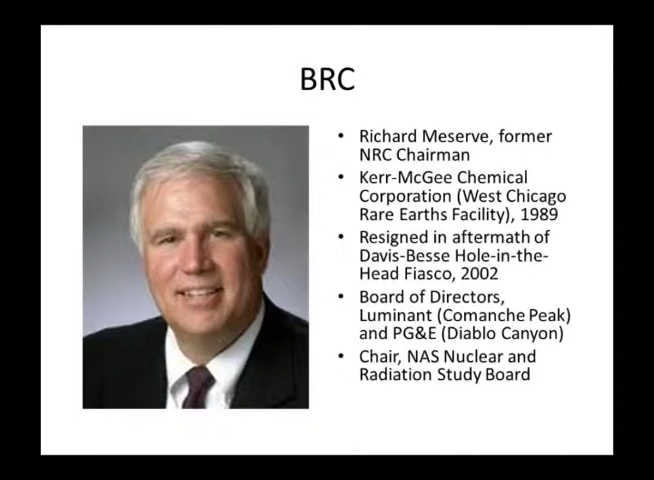 BRC
• Richard Meserve, former
NRC Chairman
• Kerr-McGee Chemical
Corporation (West Chicago
Rare Earths Facility), 1989
• Resigned in aftermath of
Davis-Besse Hole-in-the-
Head Fiasco, 2002
• Board of Directors,
Luminant (Comanche Peak)
and PG&E (Diablo Canyon)
• Chair, NAS Nuclear and
Radiation Study Board